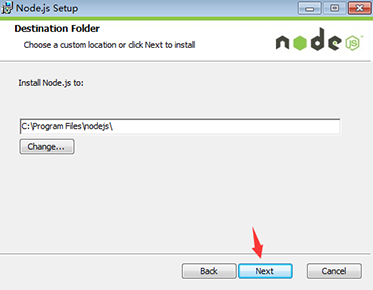 Node.js Setup
Destination Folder
Choose a custom location or click Next to install
node JS
Install Node.js to:
C:\Program Files\nodejs\
Change...
Back
Next
Cancel